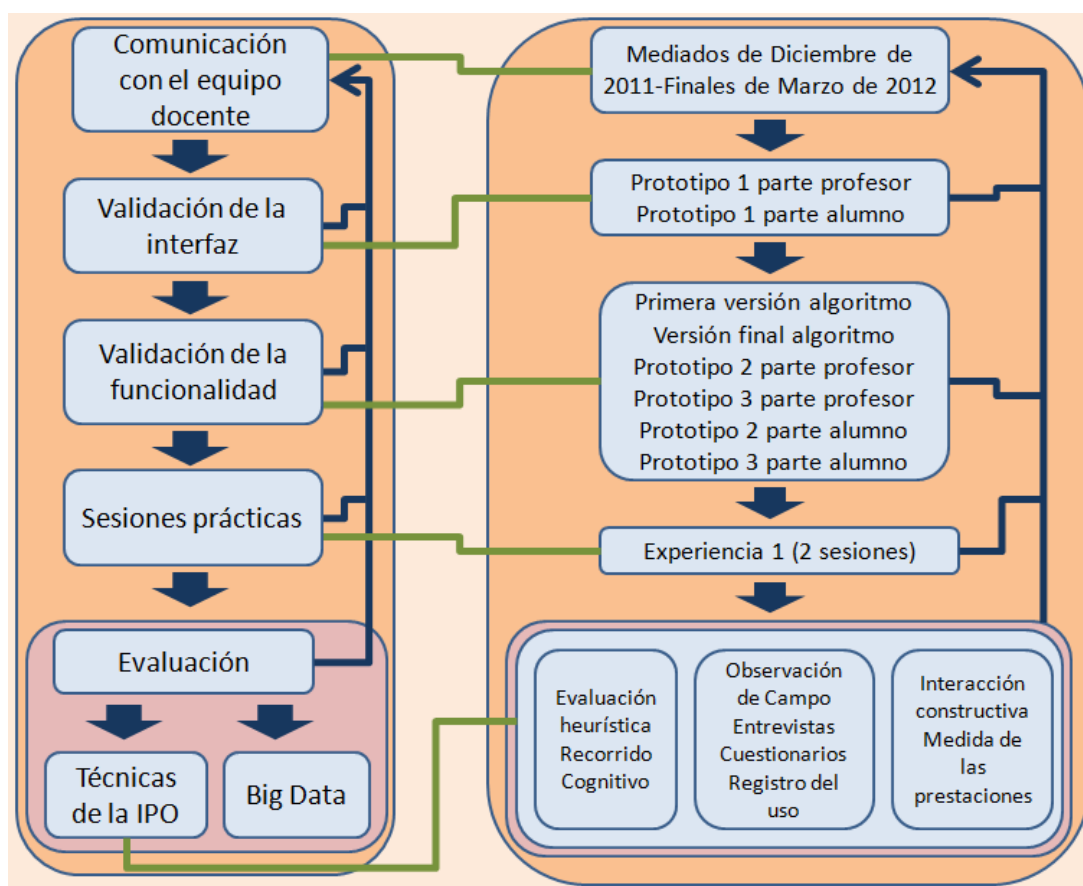 Comunicación
con el equipo
docente
Validación de la
interfaz
Validación de la
funcionalidad
Sesiones prácticas
Evaluación
Técnicas
de la IPO
Big Data
Mediados de Diciembre de
2011-Finales de Marzo de 2012
Prototipo 1 parte profesor
Prototipo 1 parte alumno
Primera versión algoritmo
Versión final algoritmo
Prototipo 2 parte profesor
Prototipo 3 parte profesor
Prototipo 2 parte alumno
Prototipo 3 parte alumno
Experiencia 1 (2 sesiones)
Evaluación
heurística
Recorrido
Cognitivo
Observación
de Campo
Entrevistas
Cuestionarios
Registro del
uso
Interacción
constructiva
Medida de
las
prestaciones